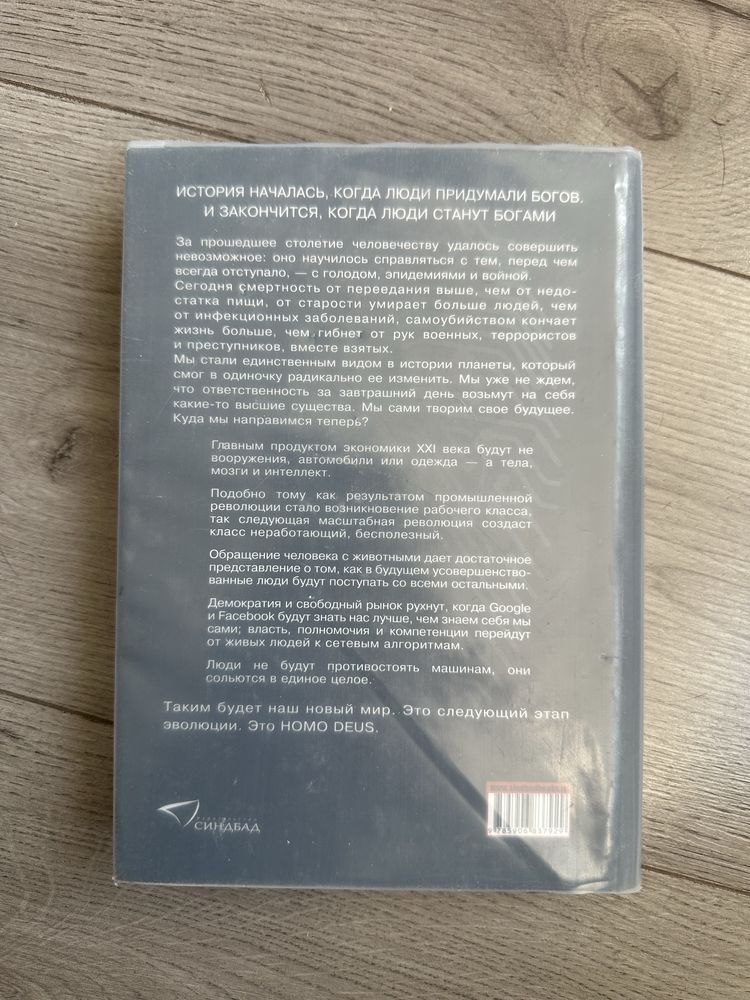 ИСТОРИЯ НАЧАЛАСЬ, КОГДА ЛЮДИ ПРИДУМАЛИ БОГОВ.
И ЗАКОНЧИТСЯ, КОГДА ЛЮДИ СТАНУТ БОГАМИ
За прошедшее столетие человечеству удалось совершить
невозможное: оно научилось справляться с тем, перед чем
всегда отступало, — с голодом, эпидемиями и войной.
Сегодня смертность от переедания выше, чем от недо-
статка пищи, от старости умирает больше людей, чем
от инфекционных заболеваний, самоубийством кончает
жизнь больше, чем гибнет от рук военных, террористов
и преступников, вместе взятых.
Мы стали единственным видом в истории планеты, который
смог в одиночку радикально ее изменить. Мы уже не ждем,
что ответственность за завтрашний день возьмут на себя
какие-то высшие существа. Мы сами творим свое будущее.
Куда мы направимся теперь?
Главным продуктом экономики XXI века будут не
вооружения, автомобили или одежда — а тела,
мозги и интеллект.
Подобно тому как результатом промышленной
революции стало возникновение рабочего класса,
так следующая масштабная революция создаст
класс неработающий, бесполезный.
Обращение человека с животными дает достаточное
представление о том, как в будущем усовершенство-
ванные люди будут поступать со всеми остальными.
Демократия и свободный рынок рухнут, когда Google
и Facebook будут знать нас лучше, чем знаем себя мы
сами; власть, полномочия и компетенции перейдут
от живых людей к сетевым алгоритмам.
Люди не будут противостоять машинам, они
сольются в единое целое.
Таким будет наш новый мир. Это следующий этап
эволюции. Это HOMO DEUS.
ИЗДАТЕЛЬСТВО
СИНДБАД
9 785906 837929